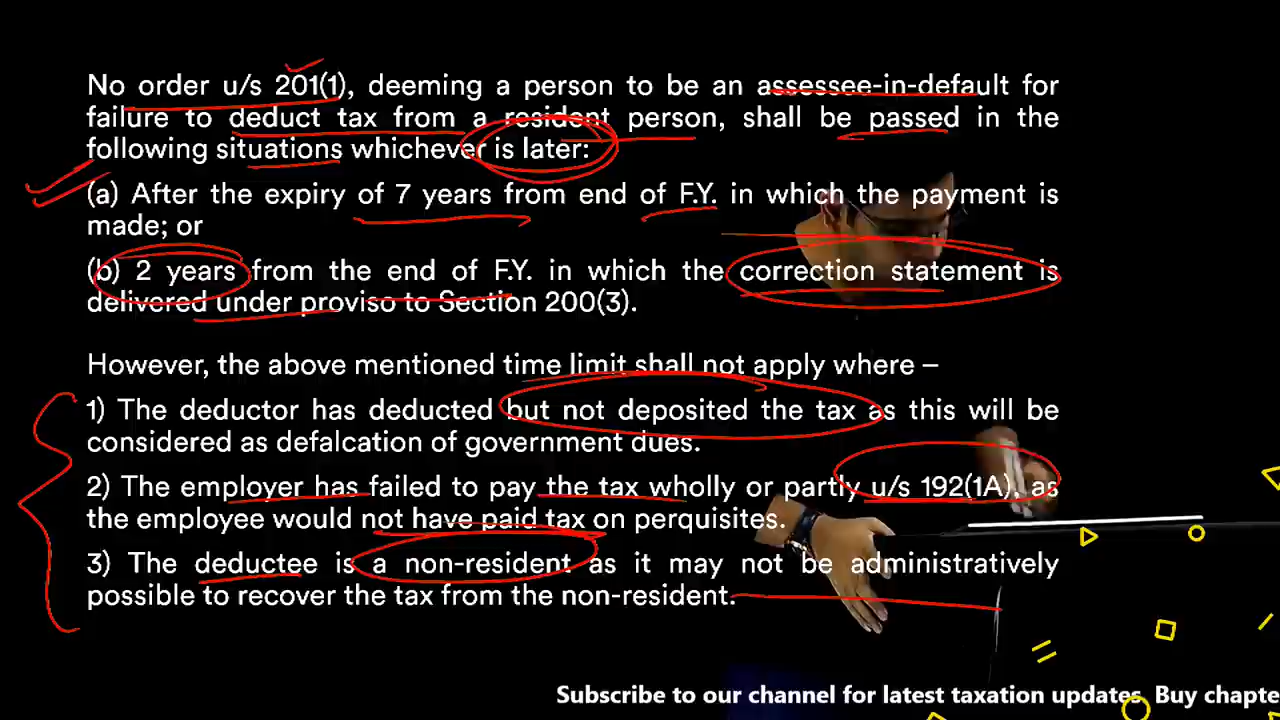 No order u/s 201(1), deeming a person to be an assessee-in-default for
failure to deduct tax from a resident person, shall be passed in the
following situations whichever is later:
(a) After the expiry of 7 years from end of F.Y. in which the payment is
made; or
(b) 2 years from the end of F.Y. in which the correction statement is
delivered under proviso to Section 200(3).
However, the above mentioned time limit shall not apply where –
1) The deductor has deducted but not deposited the tax as this will be
considered as defalcation of government dues.
2) The employer has failed to pay the tax wholly or partly u/s 192(1A), as
the employee would not have paid tax on perquisites.
3) The deductee is a non-resident as it may not be administratively
possible to recover the tax from the non-resident.
Subscribe to our channel for latest taxation updates. Buy chapte